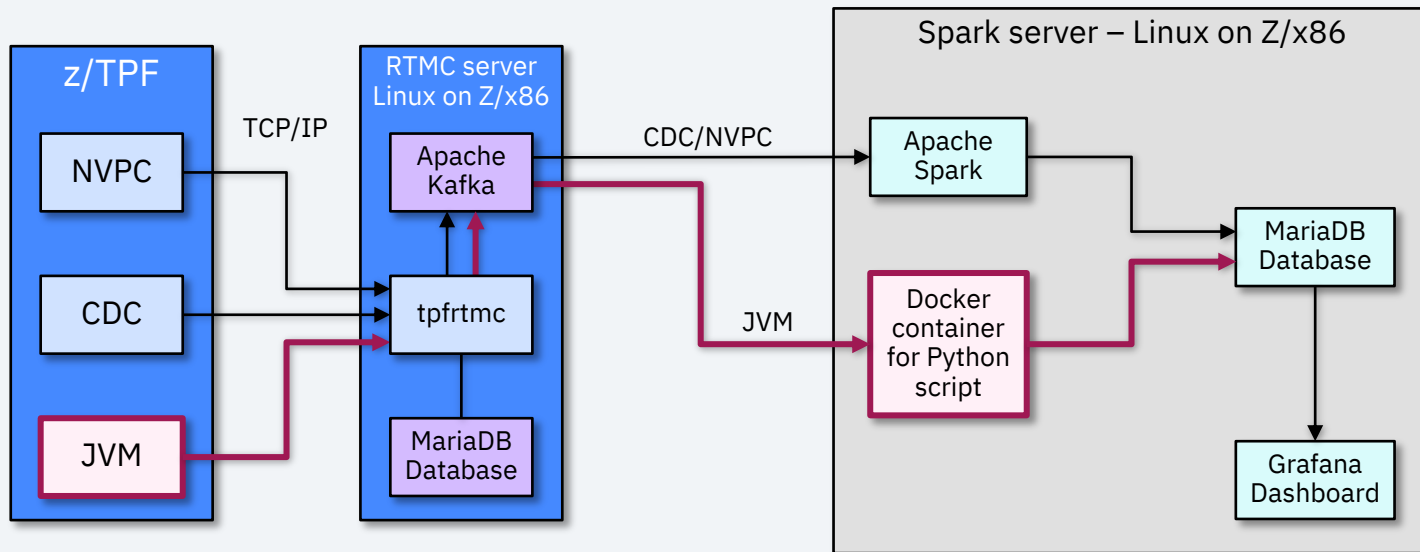 z/TPF
NVPC
CDC
JVM
TCP/IP
RTMC server
Linux on Z/x86
Apache
Kafka
tpfrtmc
MariaDB
Database
CDC/NVPC
JVM
Spark server – Linux on Z/x86
Apache
Spark
Docker
container
for Python
script
MariaDB
Database
Grafana
Dashboard